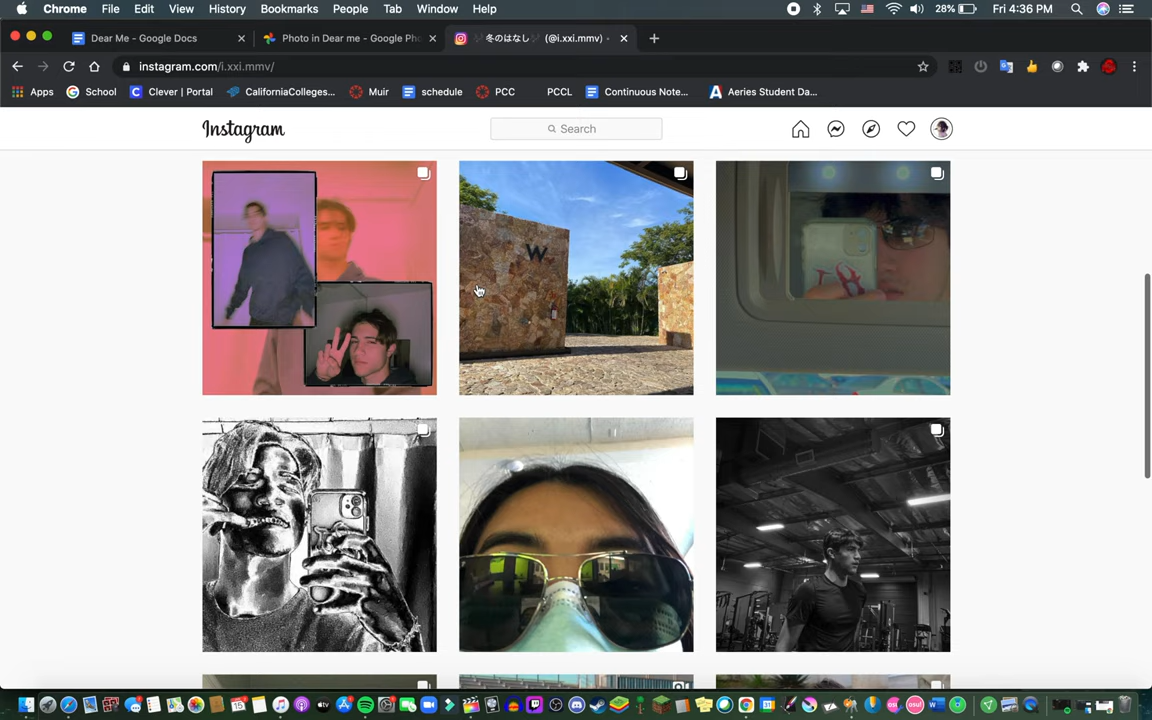 Chrome File Edit View History Bookmarks People Tab Window Help 28% Fri 4:36 PM
Dear Me - Google Docs Photo in Dear me - Google Pho 冬のはなし (@i.xxi.mmv) •
instagram.com/i.xxi.mmv/
Apps School Clever | Portal CaliforniaColleges... Muir schedule PCC PCCL Continuous Note... Aeries Student Da...
Instagram Search
W